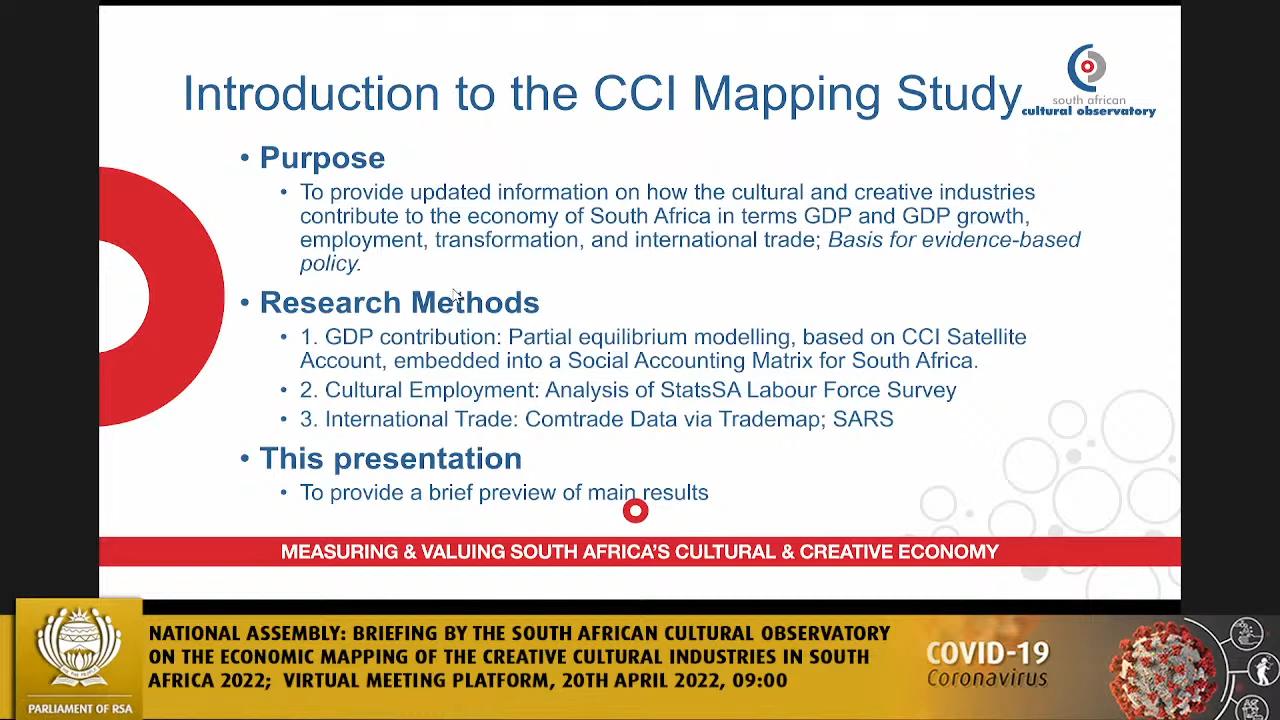 Introduction to the CCI Mapping Study
south african
cultural observatory
• Purpose
• To provide updated information on how the cultural and creative industries
contribute to the economy of South Africa in terms GDP and GDP growth,
employment, transformation, and international trade; Basis for evidence-based
policy.
• Research Methods
• 1. GDP contribution: Partial equilibrium modelling, based on CCI Satellite
Account, embedded into a Social Accounting Matrix for South Africa.
• 2. Cultural Employment: Analysis of StatsSA Labour Force Survey
• 3. International Trade: Comtrade Data via Trademap; SARS
• This presentation
• To provide a brief preview of main results
MEASURING & VALUING SOUTH AFRICA'S CULTURAL & CREATIVE ECONOMY
NATIONAL ASSEMBLY: BRIEFING BY THE SOUTH AFRICAN CULTURAL OBSERVATORY
ON THE ECONOMIC MAPPING OF THE CREATIVE CULTURAL INDUSTRIES IN SOUTH
AFRICA 2022; VIRTUAL MEETING PLATFORM, 20TH APRIL 2022, 09:00
PARLIAMENT OF RSA
COVID-19
Coronavirus